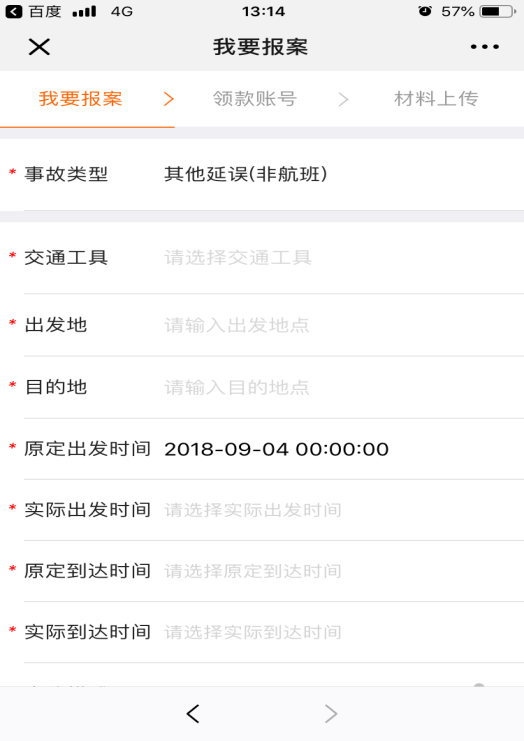 百度 4G 13:14 57%
我要报案
我要报案 领款账号 材料上传
* 事故类型 其他延误(非航班)
* 交通工具 请选择交通工具
* 出发地 请输入出发地点
* 目的地 请输入目的地点
* 原定出发时间 2018-09-04 00:00:00
* 实际出发时间 请选择实际出发时间
* 原定到达时间 请选择原定到达时间
* 实际到达时间 请选择实际到达时间